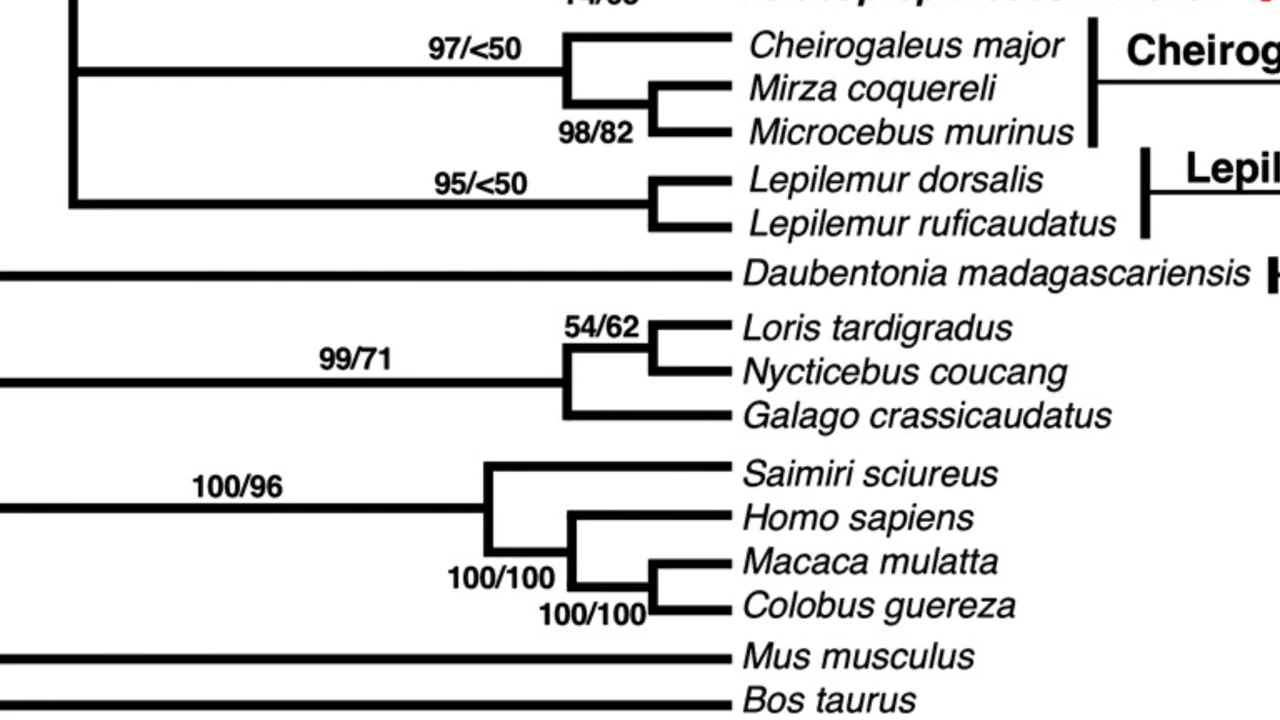 97/<50
Cheirogaleus major
Mirza coquereli
98/82
Microcebus murinus
95/<50
Lepilemur dorsalis
Lepilemur ruficaudatus
Daubentonia madagascariensis
54/62
Loris tardigradus
99/71
Nycticebus coucang
Galago crassicaudatus
100/96
Saimiri sciureus
Homo sapiens
Macaca mulatta
100/100
Colobus guereza
100/100
Mus musculus
Bos taurus